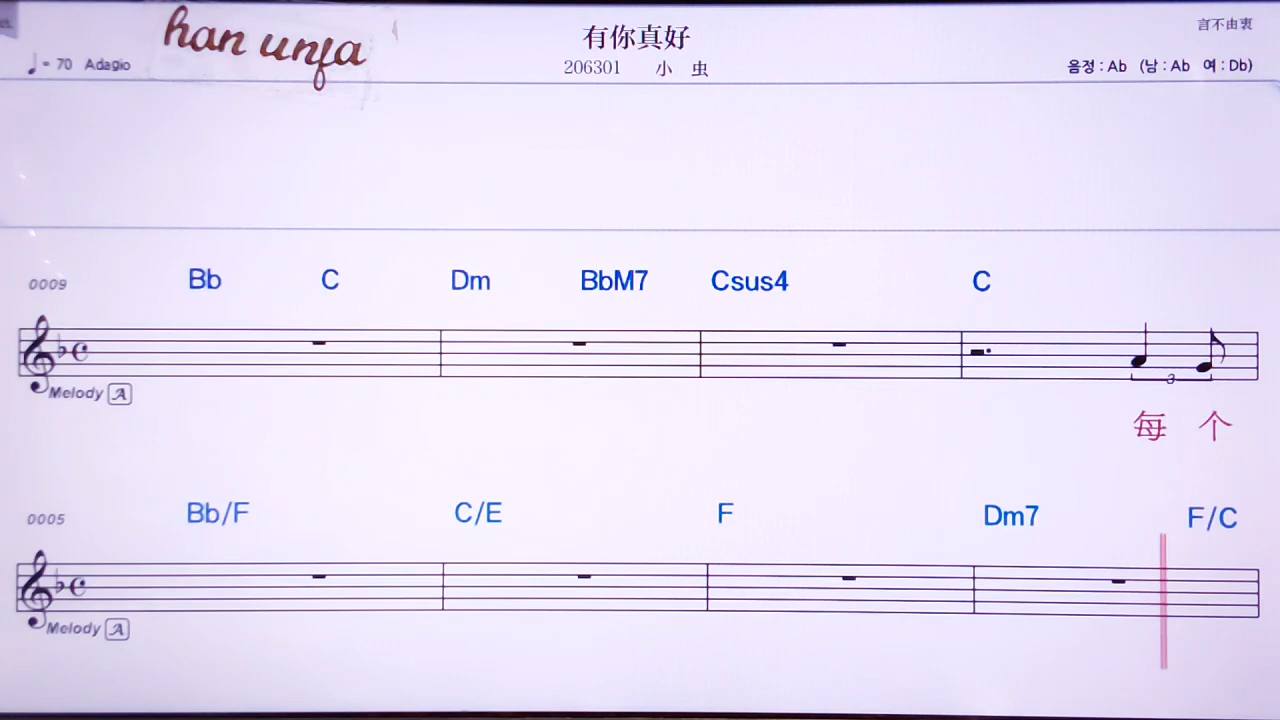 han unfa
有你真好
言不由衷
♩= 70 Adagio
206301 小 虫
음정 : Ab (남 : Ab 여 : Db)
0009 Bb C Dm BbM7 Csus4 C
3
Melody A
每 个
0005 Bb/F C/E F Dm7 F/C
Melody A